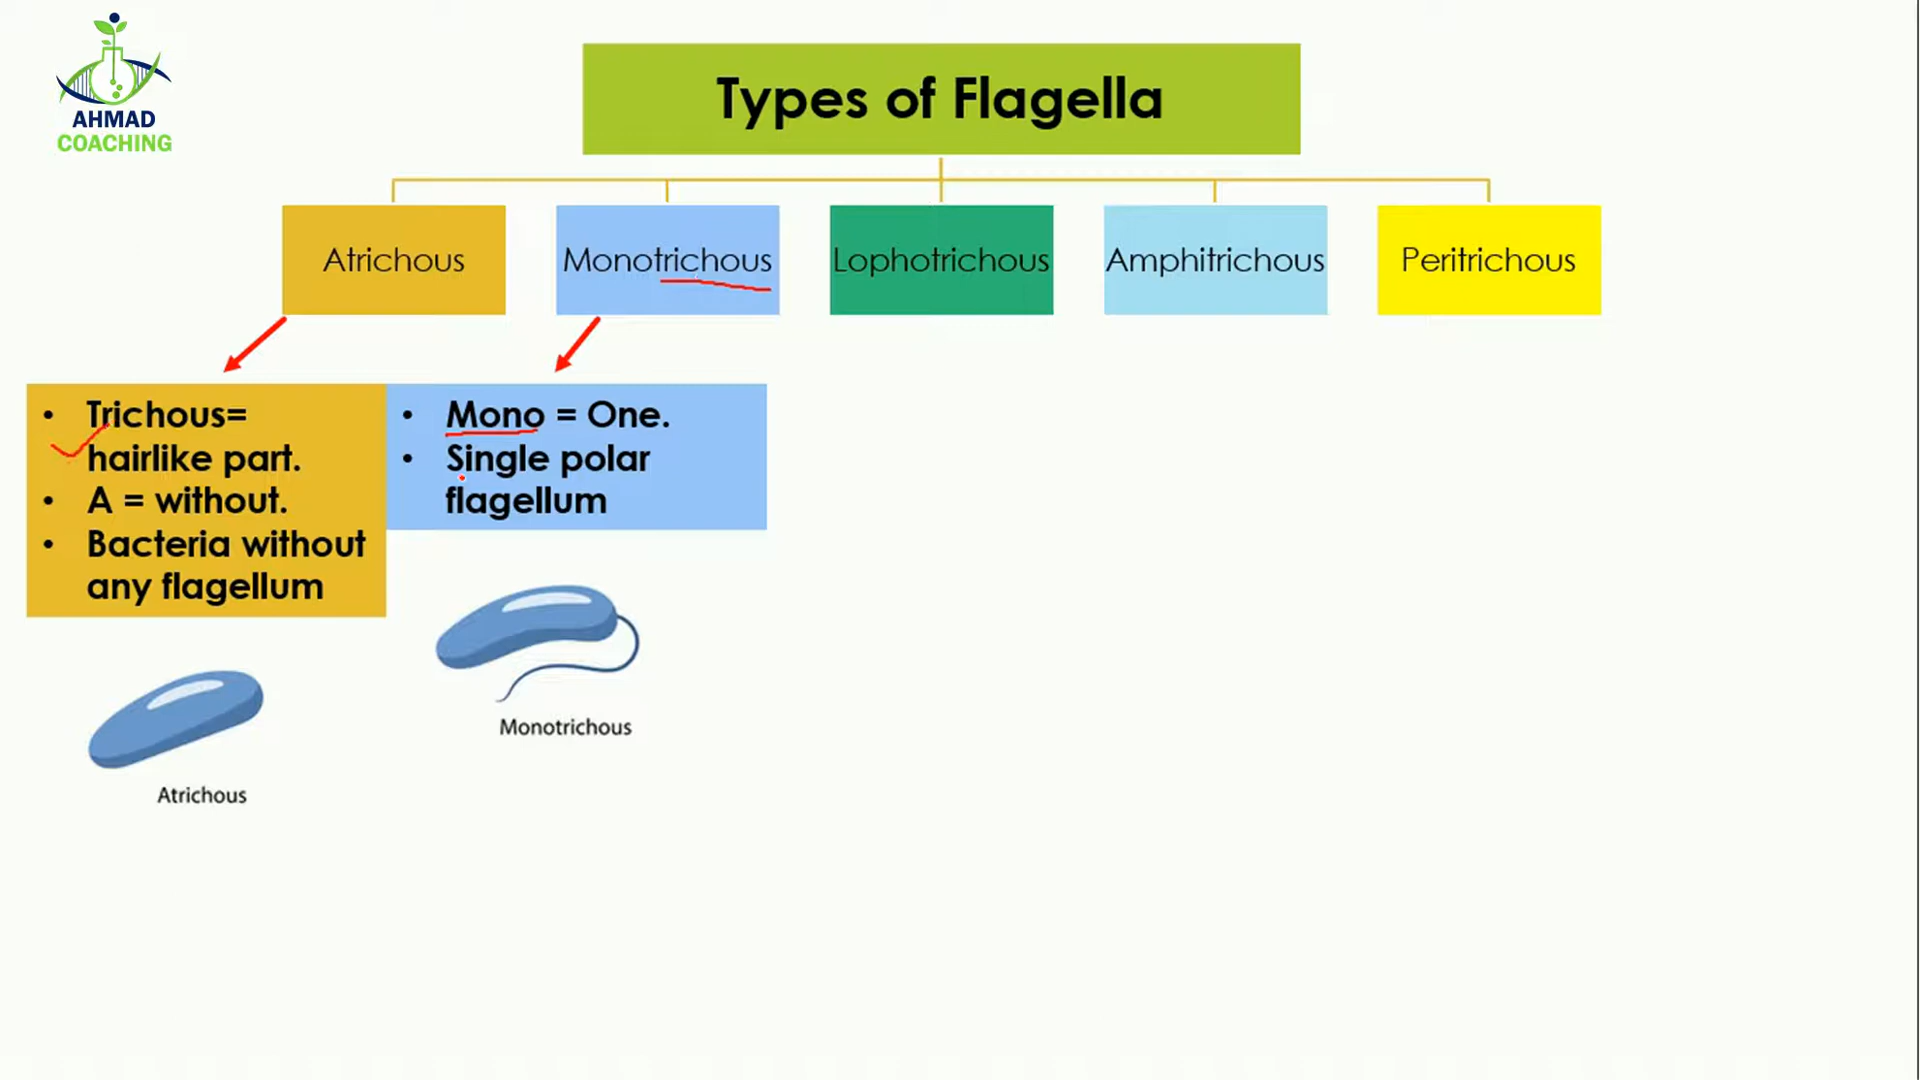 AHMAD
COACHING
Types of Flagella
Atrichous
Monotrichous
Lophotrichous
Amphitrichous
Peritrichous
• Trichous=
hairlike part.
• A = without.
• Bacteria without
any flagellum
• Mono = One.
• Single polar
flagellum
Monotrichous
Atrichous